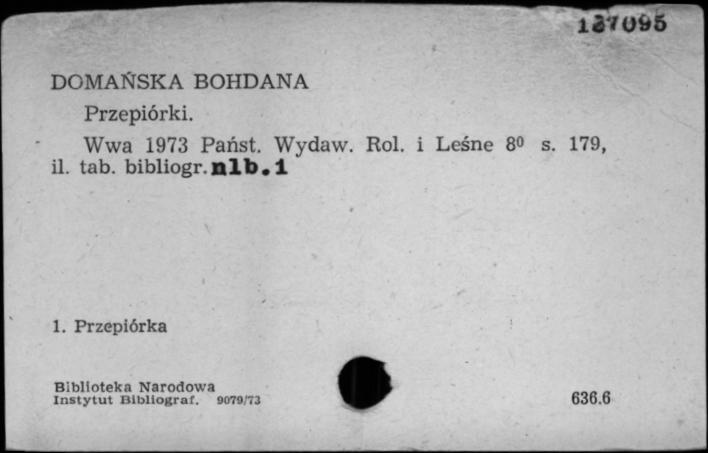 187095
DOMAŃSKA BOHDANA
Przepiórki.
Wwa 1973 Państ. Wydaw. Rol. i Leśne 8⁰ s. 179,
il. tab. bibliogr. nlb. 1
1. Przepiórka
Biblioteka Narodowa
Instytut Bibliograf. 9079/73
636.6